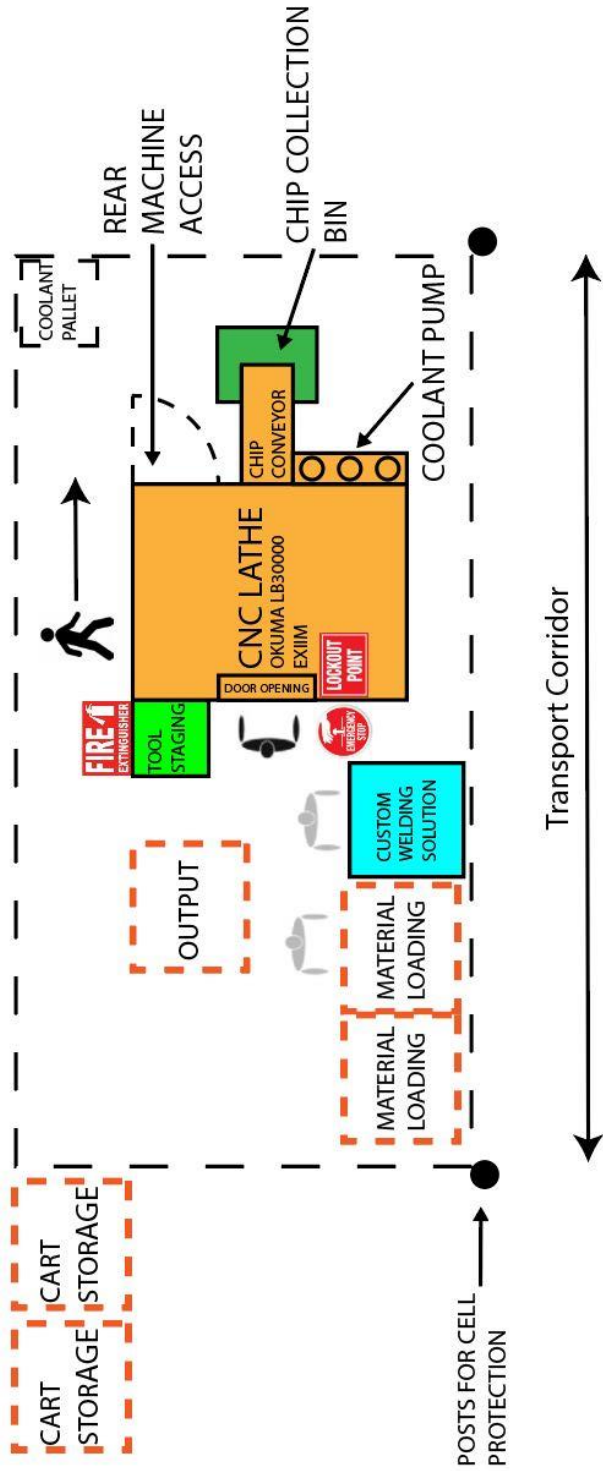 CART
STORAGE
CART
STORAGE
COOLANT
PALLET
REAR
MACHINE
ACCESS
FIRE
EXTINGUISHER
TOOL
STAGING
OUTPUT
CNC LATHE
OKUMA LB30000
EXIIM
DOOR OPENING
LOCKOUT
POINT
EMERGENCY
STOP
CHIP
CONVEYOR
CHIP COLLECTION
BIN
COOLANT PUMP
MATERIAL
LOADING
MATERIAL
LOADING
CUSTOM
WELDING
SOLUTION
POSTS FOR CELL
PROTECTION
Transport Corridor